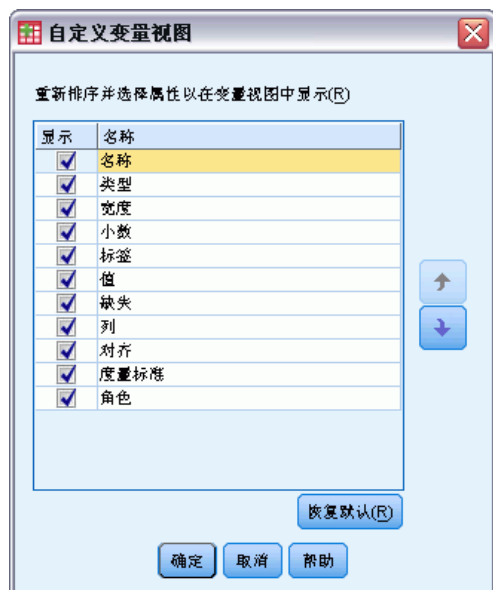 自定义变量视图
重新排序并选择属性以在变量视图中显示(R)
显示 名称
名称
类型
宽度
小数
标签
值
缺失
列
对齐
度量标准
角色
恢复默认(R)
确定 取消 帮助